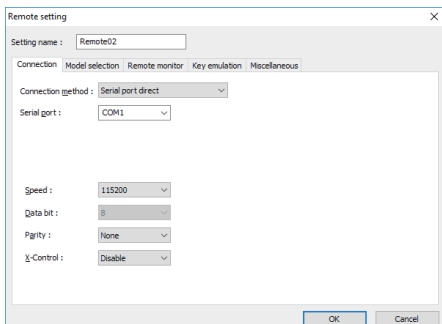 Remote setting
Setting name : Remote02
Connection Model selection Remote monitor Key emulation Miscellaneous
Connection method : Serial port direct
Serial port : COM1
Speed : 115200
Data bit : 8
Parity : None
X-Control : Disable
OK Cancel